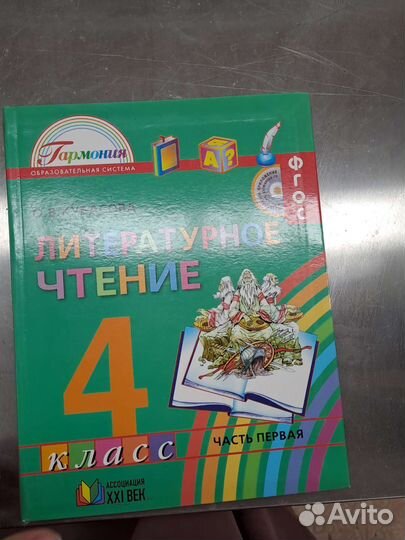 Гармония
ОБРАЗОВАТЕЛЬНАЯ СИСТЕМА
А ?
ФГОС
ЛИТЕРАТУРНОЕ
ЧТЕНИЕ
4
класс
ЧАСТЬ ПЕРВАЯ
АССОЦИАЦИЯ
XXI ВЕК
Avito